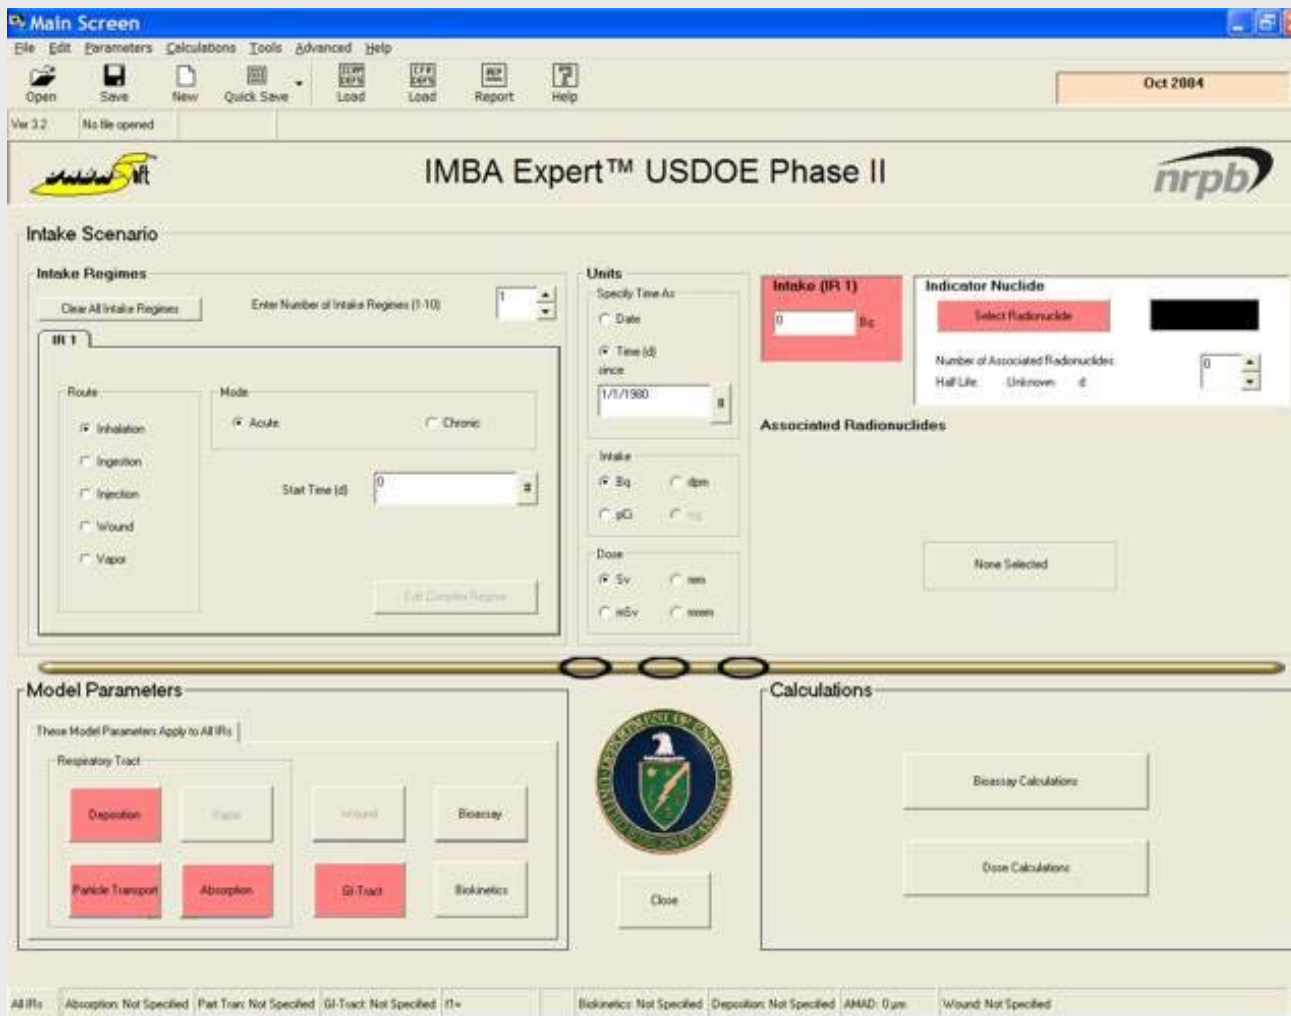 Main Screen
File Edit Parameters Calculations Tools Advanced Help
Open Save New Quick Save Load Load Report Help
Oct 2004
Ver 3.2 No file opened
IMBA Expert™ USDOE Phase II
nrpb
Intake Scenario
Intake Regimes
Clear All Intake Regimes
Enter Number of Intake Regimes (1-10)
1
IR 1
Route
Inhalation
Ingestion
Injection
Wound
Vapor
Mode
Acute
Chronic
Start Time (d)
0
#
Edit Complex Regime
Units
Specify Time As
Date
Time (d)
since
1/1/1980
#
Intake
Bq dpm
pCi
Dose
Sv rem
mSv mrem
Intake (IR 1)
0 Bq
Indicator Nuclide
Select Radionuclide
Number of Associated Radionuclides:
0
Half Life: Unknown d
Associated Radionuclides
None Selected
Model Parameters
These Model Parameters Apply to All IRs
Respiratory Tract
Deposition
Vapor
Wound
Bioassay
Particle Transport
Absorption
GI-Tract
Biokinetics
DEPARTMENT OF ENERGY
UNITED STATES OF AMERICA
Close
Calculations
Bioassay Calculations
Dose Calculations
All IRs Absorption: Not Specified Part Tran: Not Specified GI-Tract: Not Specified f1= Biokinetics: Not Specified Deposition: Not Specified AMAD: 0 µm Wound: Not Specified